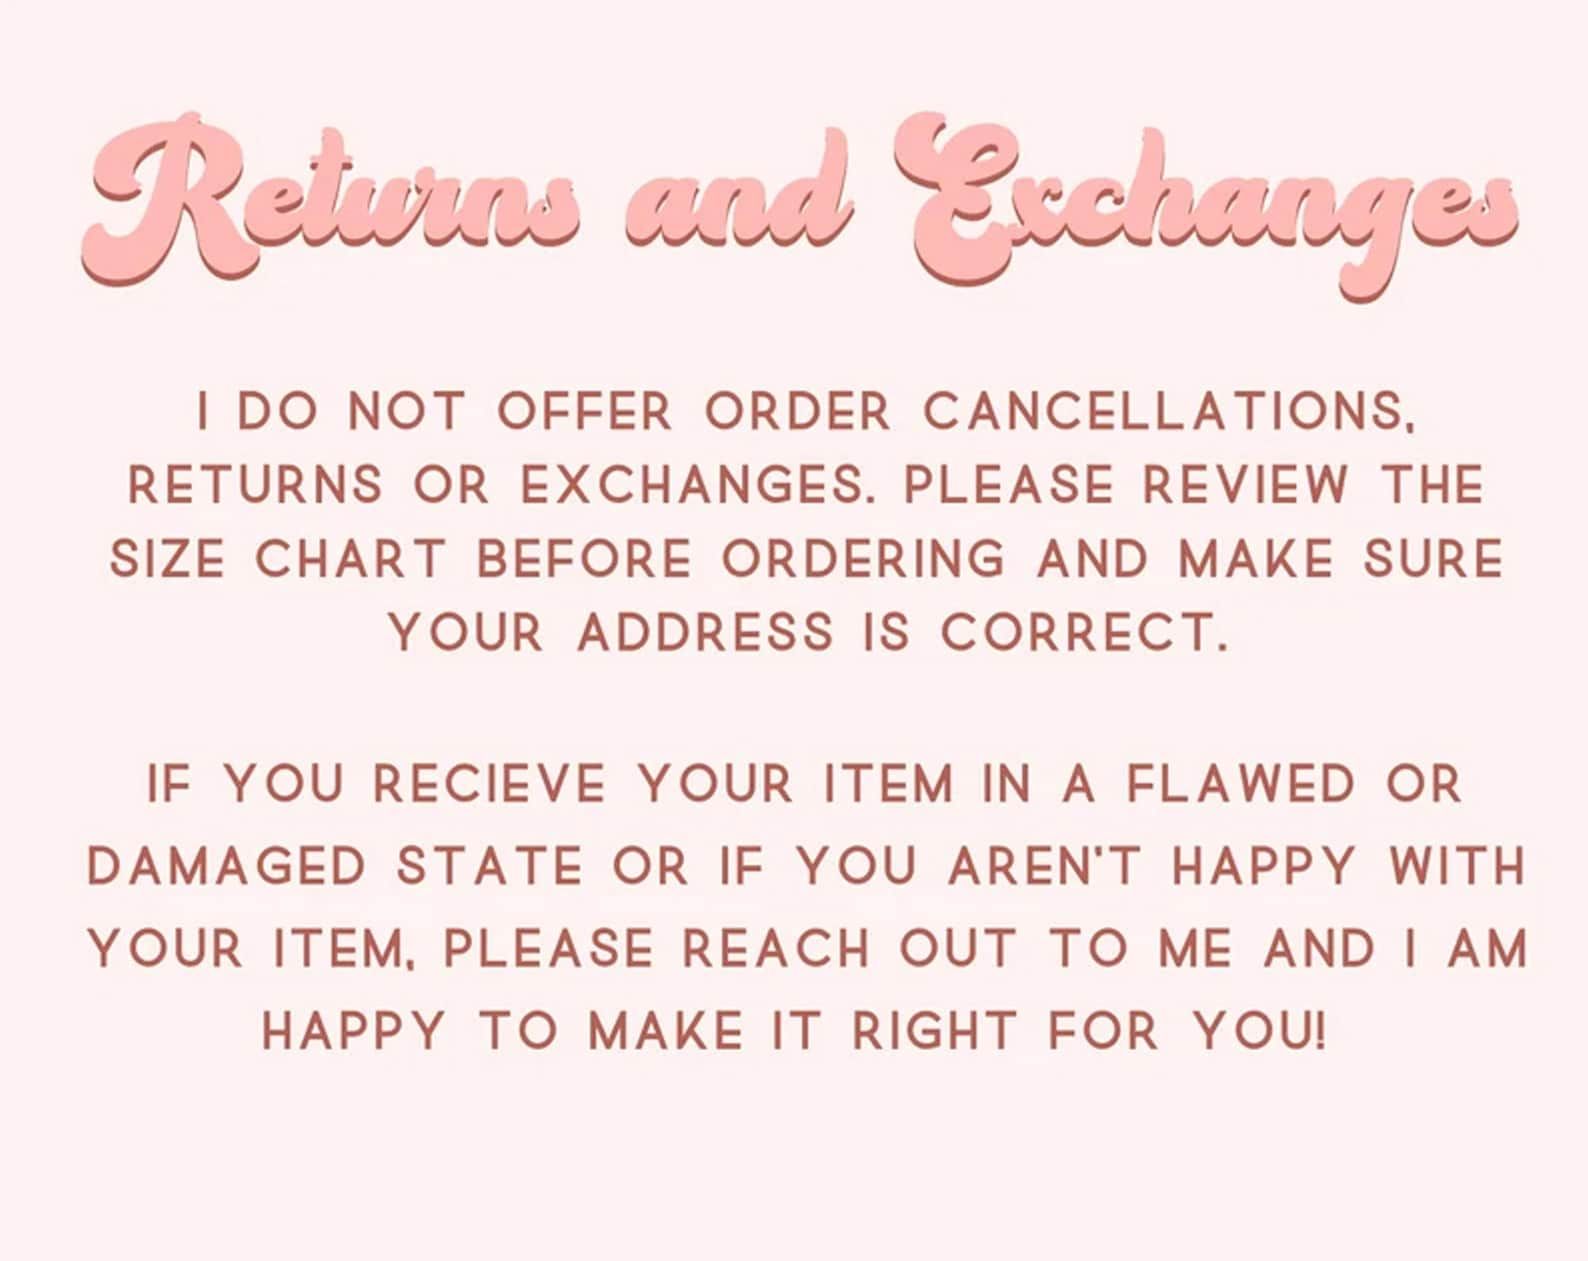 Returns and Exchanges
I DO NOT OFFER ORDER CANCELLATIONS,
RETURNS OR EXCHANGES. PLEASE REVIEW THE
SIZE CHART BEFORE ORDERING AND MAKE SURE
YOUR ADDRESS IS CORRECT.
IF YOU RECIEVE YOUR ITEM IN A FLAWED OR
DAMAGED STATE OR IF YOU AREN'T HAPPY WITH
YOUR ITEM, PLEASE REACH OUT TO ME AND I AM
HAPPY TO MAKE IT RIGHT FOR YOU!